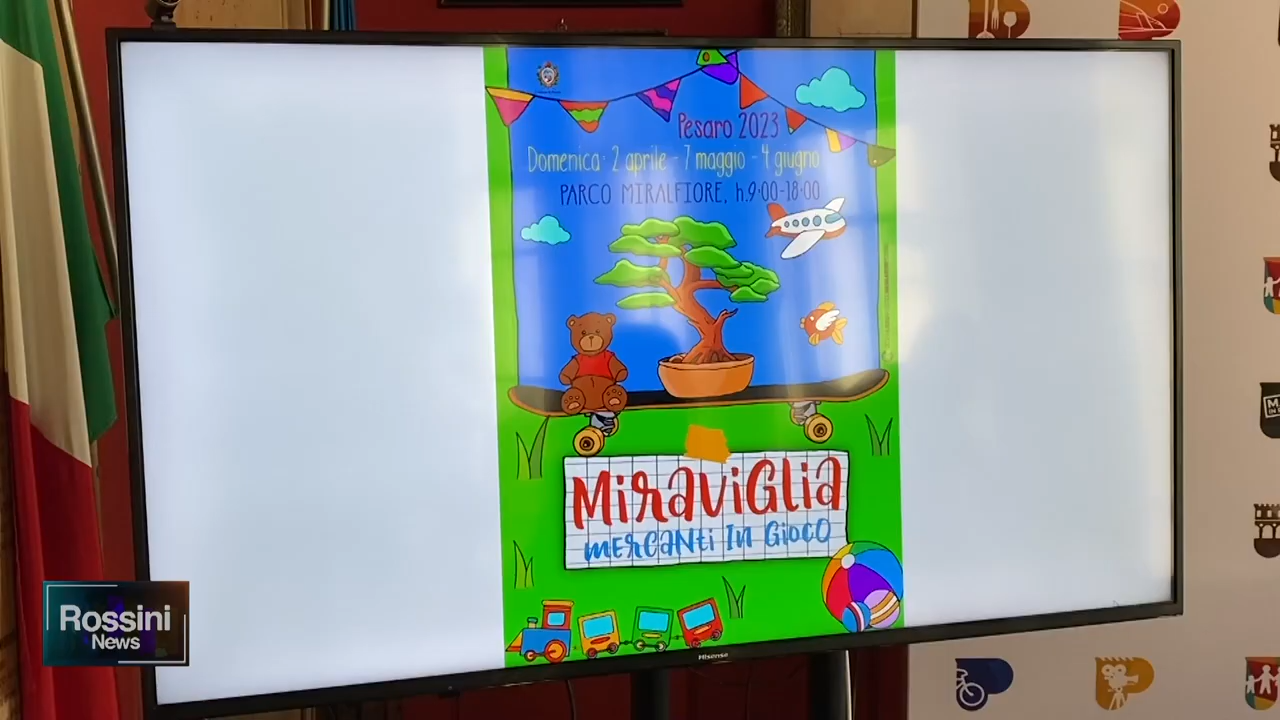 Pesaro 2023
Domenica: 2 aprile - 7 maggio - 4 giugno
PARCO MIRALFIORE, h.9:00-18:00
MiraviGlia
merCaNti In GiocO
Hisense
Rossini
News